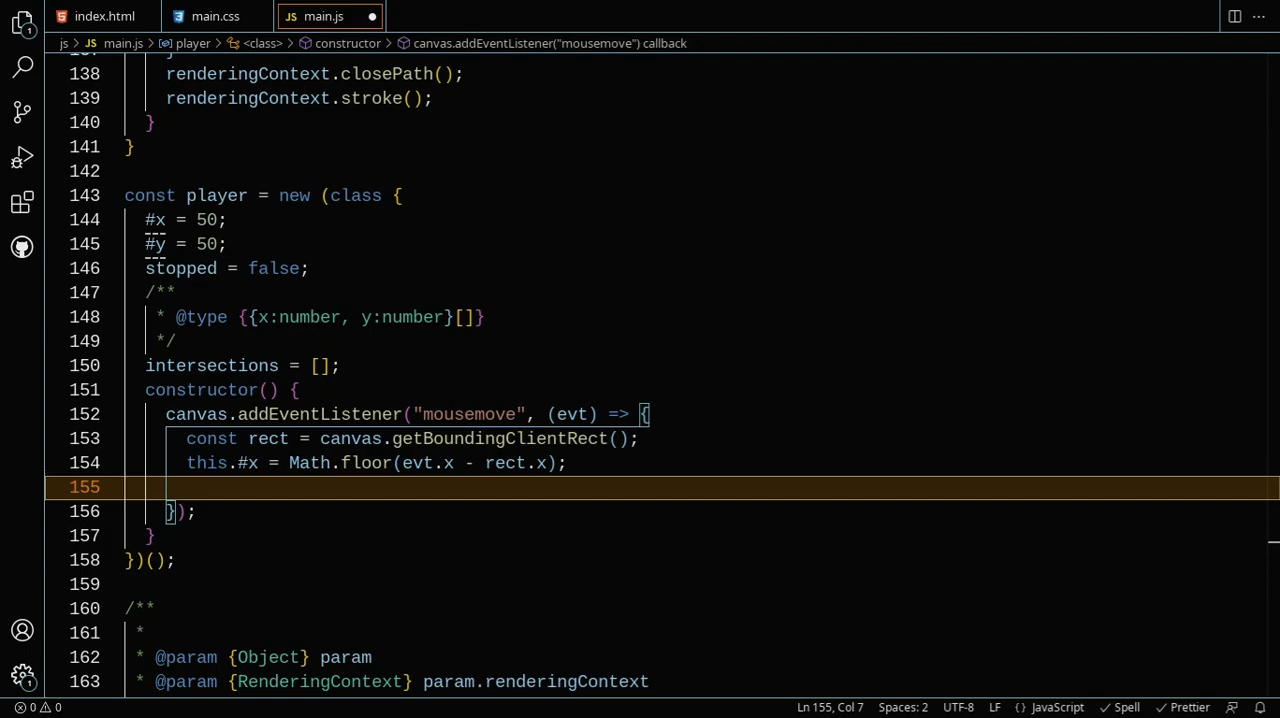 index.html
main.css
JS main.js
js > JS main.js > player > <class> > constructor > canvas.addEventListener("mousemove") callback
138 renderingContext.closePath();
139 renderingContext.stroke();
140 }
141 }
142
143 const player = new (class {
144 #x = 50;
145 #y = 50;
146 stopped = false;
147 /**
148 * @type {{x:number, y:number}[]}
149 */
150 intersections = [];
151 constructor() {
152 canvas.addEventListener("mousemove", (evt) => {
153 const rect = canvas.getBoundingClientRect();
154 this.#x = Math.floor(evt.x - rect.x);
155
156 });
157 }
158 })();
159
160 /**
161 *
162 * @param {Object} param
163 * @param {RenderingContext} param.renderingContext
1
1
0 0
Ln 155, Col 7
Spaces: 2
UTF-8
LF
{} JavaScript
Spell
Prettier